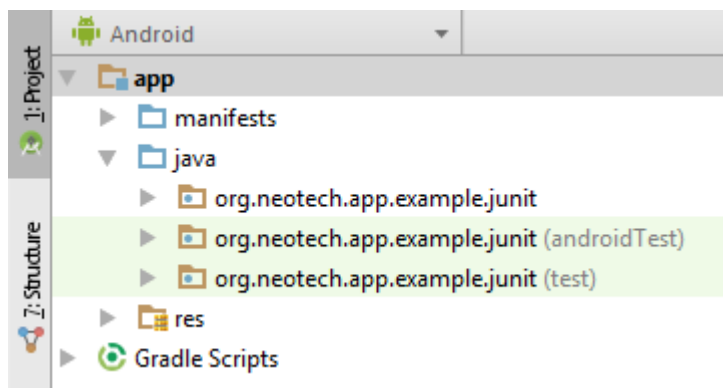 Android
1: Project
app
manifests
java
org.neotech.app.example.junit
org.neotech.app.example.junit (androidTest)
org.neotech.app.example.junit (test)
7: Structure
res
Gradle Scripts